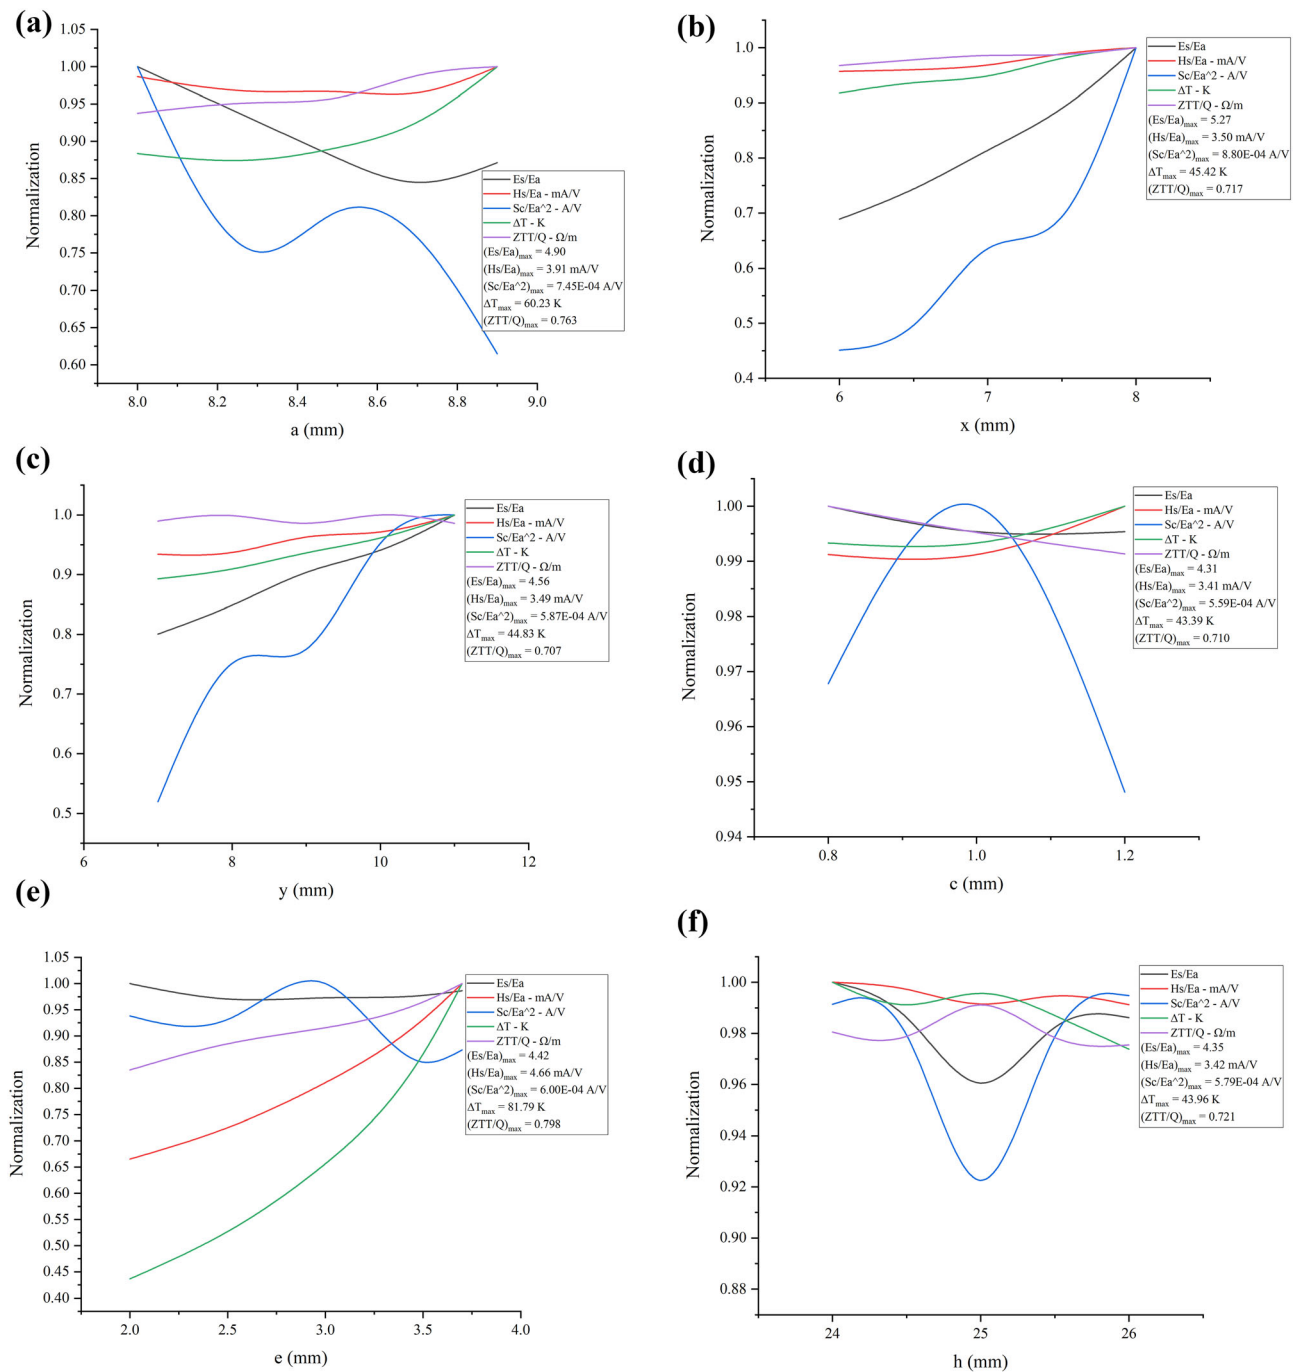 (a)
1.05
1.00
0.95
0.90
0.85
0.80
0.75
0.70
0.65
0.60
Normalization
8.0 8.2 8.4 8.6 8.8 9.0
a (mm)
Es/Ea
Hs/Ea - mA/V
Sc/Ea^2 - A/V
ΔT - K
ZTT/Q - Ω/m
(Es/Ea)max = 4.90
(Hs/Ea)max = 3.91 mA/V
(Sc/Ea^2)max = 7.45E-04 A/V
ΔTmax = 60.23 K
(ZTT/Q)max = 0.763
(b)
1.0
0.9
0.8
0.7
0.6
0.5
0.4
Normalization
6 7 8
x (mm)
Es/Ea
Hs/Ea - mA/V
Sc/Ea^2 - A/V
ΔT - K
ZTT/Q - Ω/m
(Es/Ea)max = 5.27
(Hs/Ea)max = 3.50 mA/V
(Sc/Ea^2)max = 8.80E-04 A/V
ΔTmax = 45.42 K
(ZTT/Q)max = 0.717
(c)
1.0
0.9
0.8
0.7
0.6
0.5
Normalization
6 8 10 12
y (mm)
Es/Ea
Hs/Ea - mA/V
Sc/Ea^2 - A/V
ΔT - K
ZTT/Q - Ω/m
(Es/Ea)max = 4.56
(Hs/Ea)max = 3.49 mA/V
(Sc/Ea^2)max = 5.87E-04 A/V
ΔTmax = 44.83 K
(ZTT/Q)max = 0.707
(d)
1.00
0.99
0.98
0.97
0.96
0.95
0.94
Normalization
0.8 1.0 1.2
c (mm)
Es/Ea
Hs/Ea - mA/V
Sc/Ea^2 - A/V
ΔT - K
ZTT/Q - Ω/m
(Es/Ea)max = 4.31
(Hs/Ea)max = 3.41 mA/V
(Sc/Ea^2)max = 5.59E-04 A/V
ΔTmax = 43.39 K
(ZTT/Q)max = 0.710
(e)
1.05
1.00
0.95
0.90
0.85
0.80
0.75
0.70
0.65
0.60
0.55
0.50
0.45
0.40
Normalization
2.0 2.5 3.0 3.5 4.0
e (mm)
Es/Ea
Hs/Ea - mA/V
Sc/Ea^2 - A/V
ΔT - K
ZTT/Q - Ω/m
(Es/Ea)max = 4.42
(Hs/Ea)max = 4.66 mA/V
(Sc/Ea^2)max = 6.00E-04 A/V
ΔTmax = 81.79 K
(ZTT/Q)max = 0.798
(f)
1.00
0.98
0.96
0.94
0.92
0.90
0.88
Normalization
24 25 26
h (mm)
Es/Ea
Hs/Ea - mA/V
Sc/Ea^2 - A/V
ΔT - K
ZTT/Q - Ω/m
(Es/Ea)max = 4.35
(Hs/Ea)max = 3.42 mA/V
(Sc/Ea^2)max = 5.79E-04 A/V
ΔTmax = 43.96 K
(ZTT/Q)max = 0.721